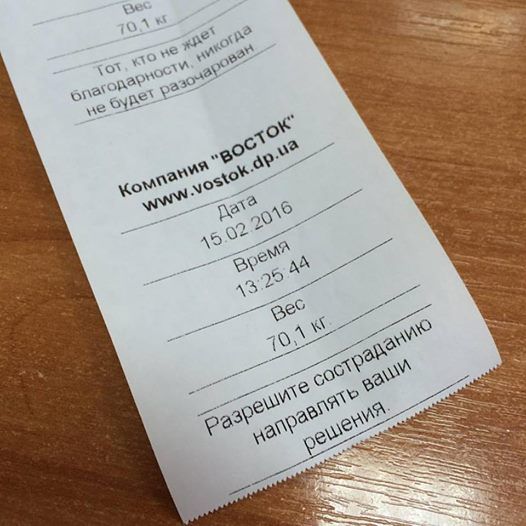 Вес
70,1 кг.
Тот, кто не ждет
благодарности, никогда
не будет разочарован
Компания "ВОСТОК"
www.vostok.dp.ua
Дата
15.02.2016
Время
13:25:44
Вес
70,1 кг.
Разрешите состраданию
направлять ваши
решения.